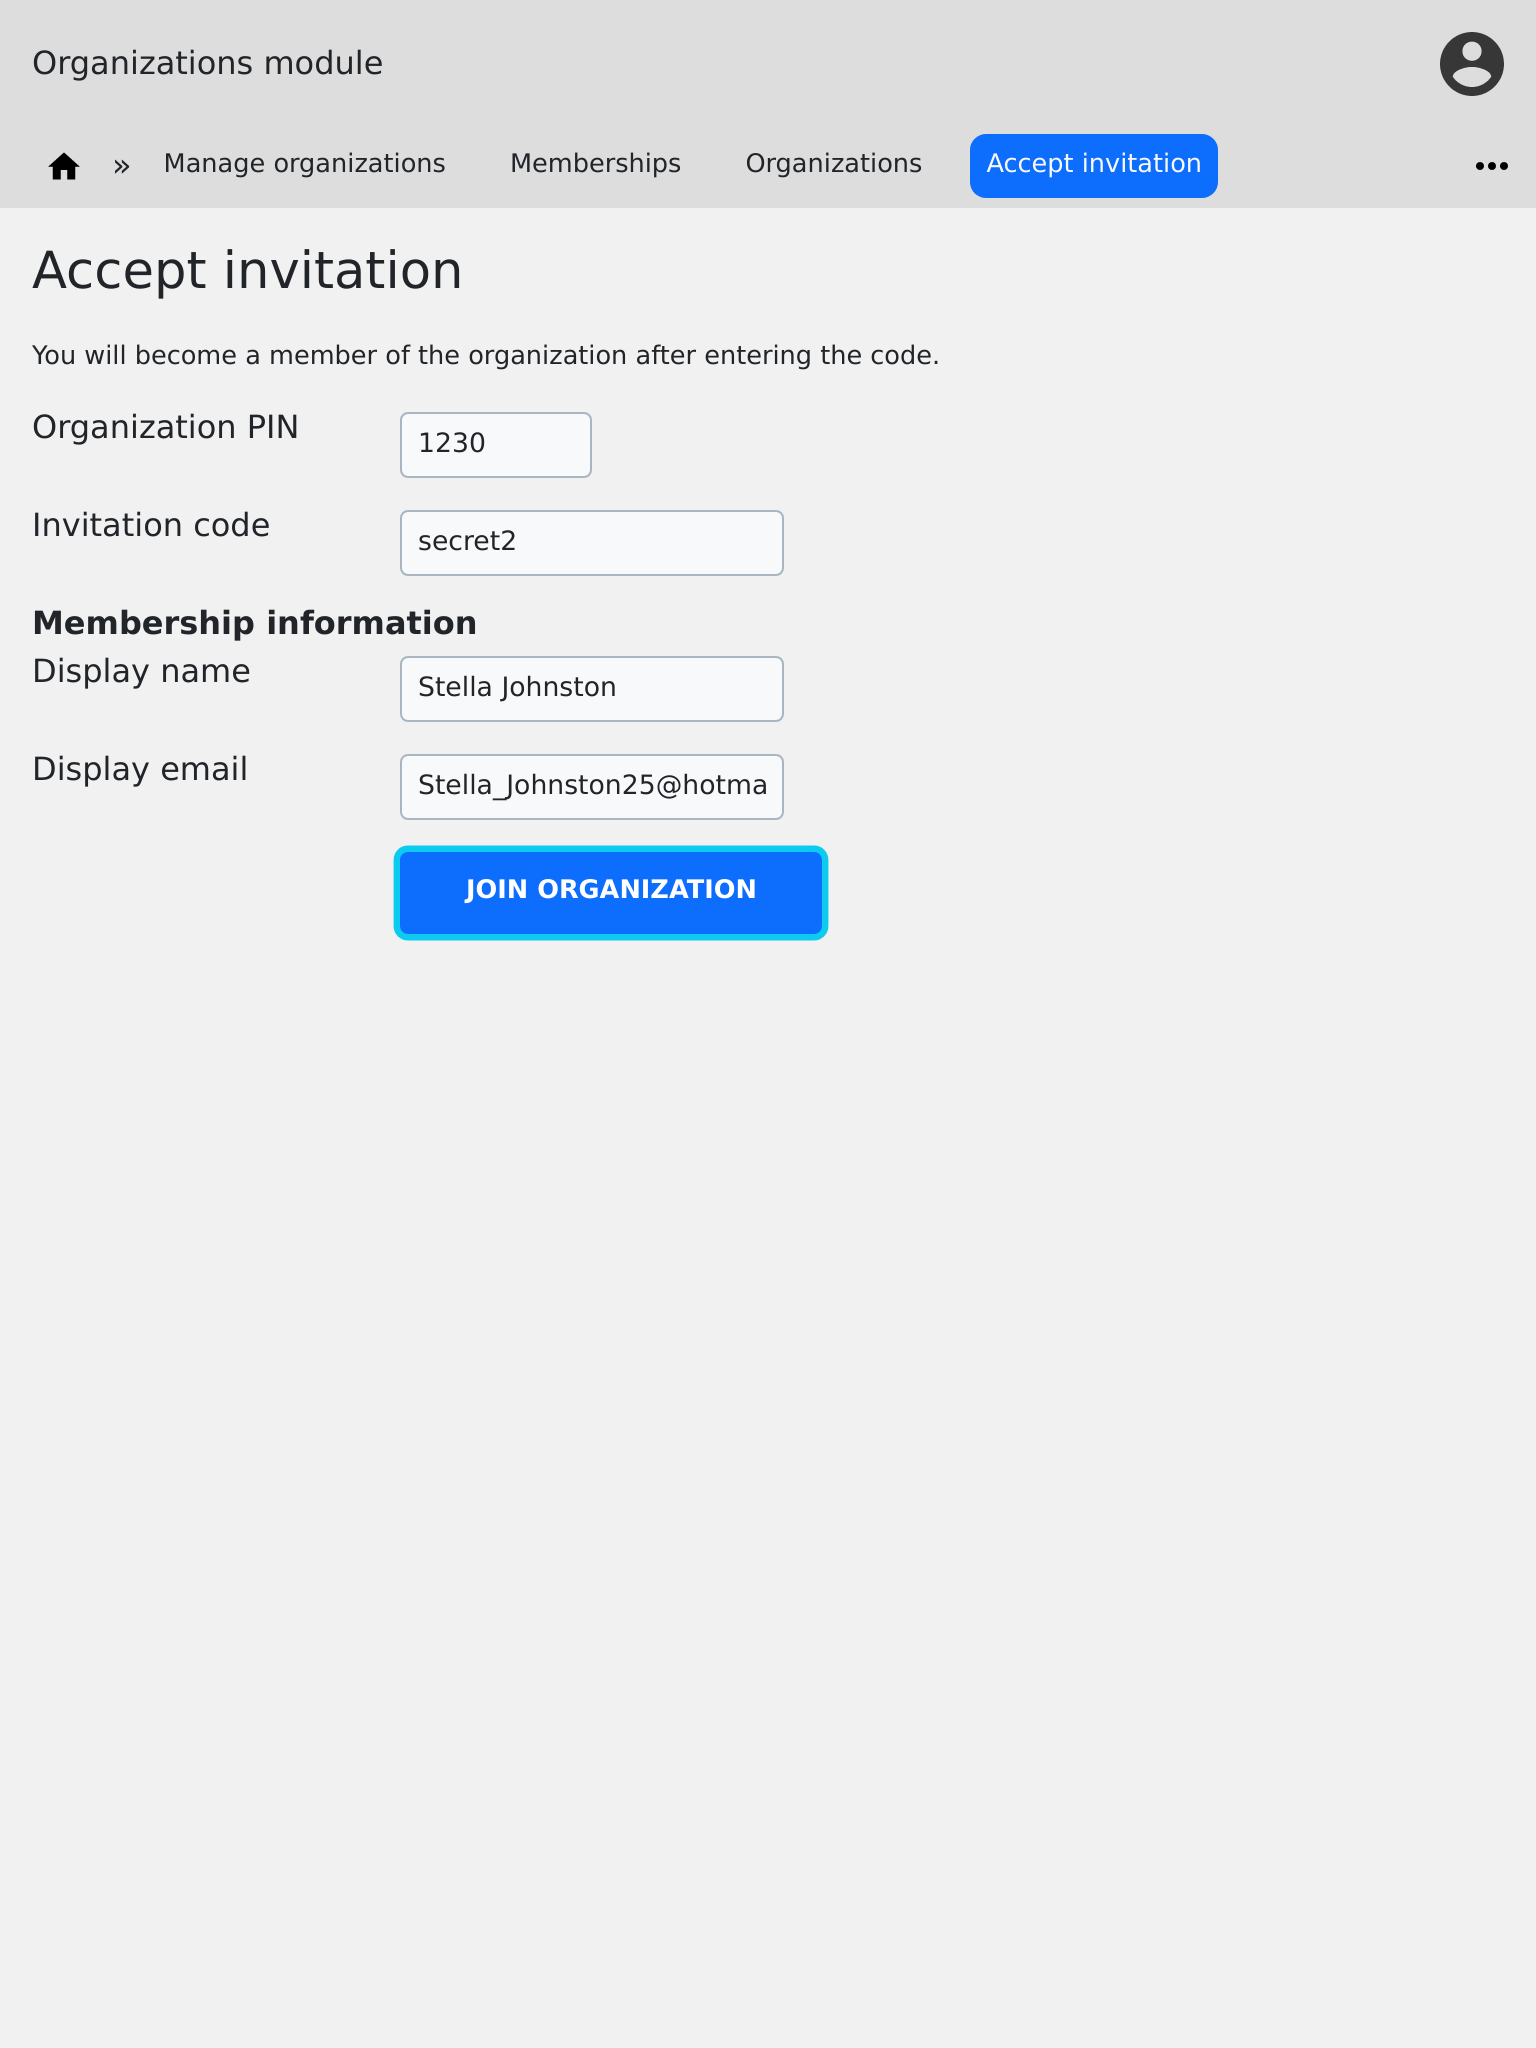 Organizations module
» Manage organizations Memberships Organizations Accept invitation •••
Accept invitation
You will become a member of the organization after entering the code.
Organization PIN 1230
Invitation code secret2
Membership information
Display name Stella Johnston
Display email Stella_Johnston25@hotma
JOIN ORGANIZATION